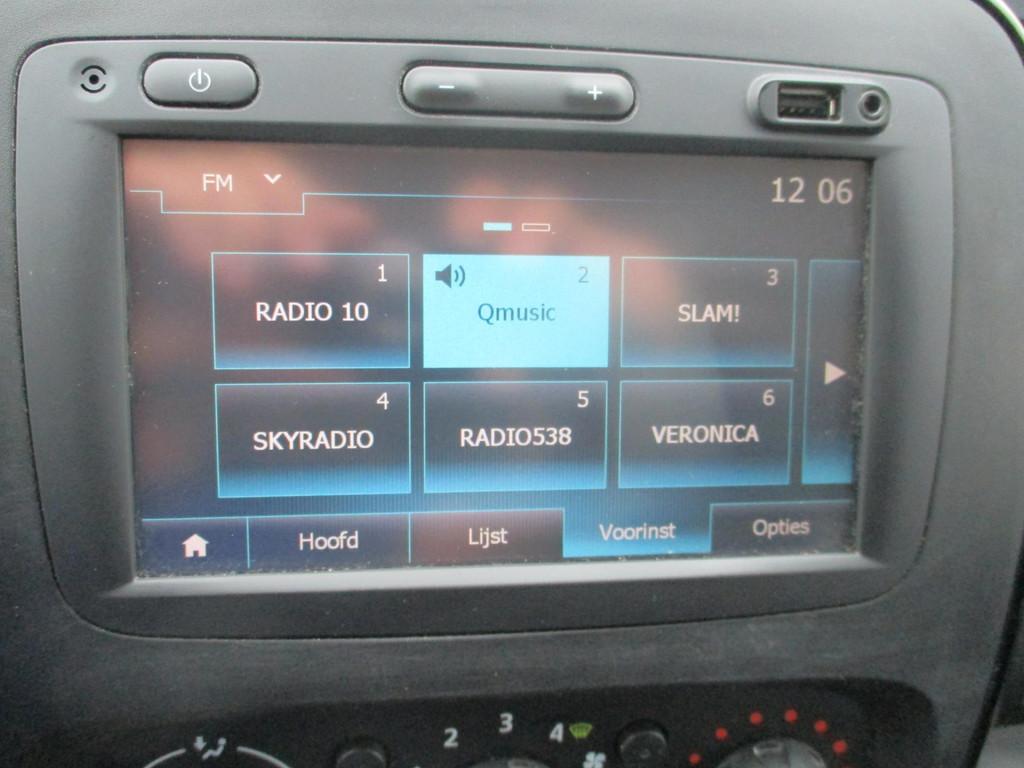 FM
12 06
1
RADIO 10
2
Qmusic
3
SLAM!
4
SKYRADIO
5
RADIO538
6
VERONICA
Hoofd Lijst Voorinst Opties
2 3 4